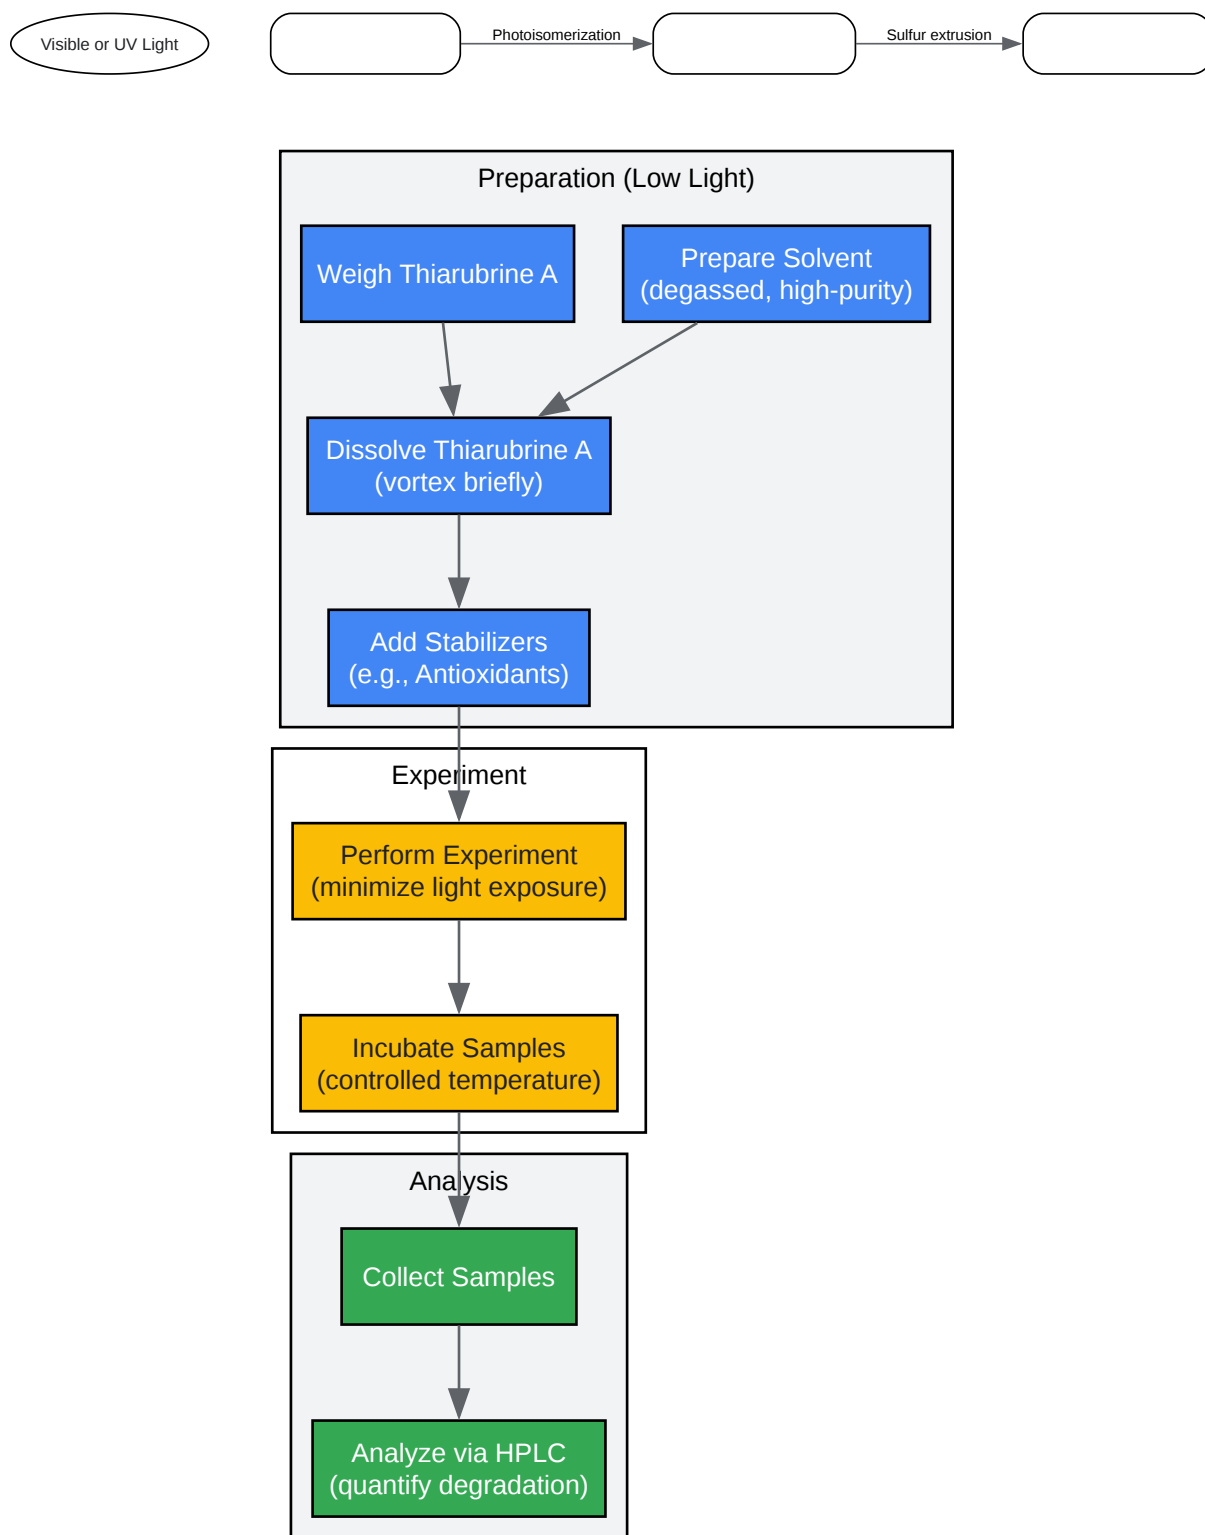 Visible or UV Light
Photoisomerization
Sulfur extrusion
Preparation (Low Light)
Weigh Thiarubrine A
Prepare Solvent
(degassed, high-purity)
Dissolve Thiarubrine A
(vortex briefly)
Add Stabilizers
(e.g., Antioxidants)
Experiment
Perform Experiment
(minimize light exposure)
Incubate Samples
(controlled temperature)
Analysis
Collect Samples
Analyze via HPLC
(quantify degradation)